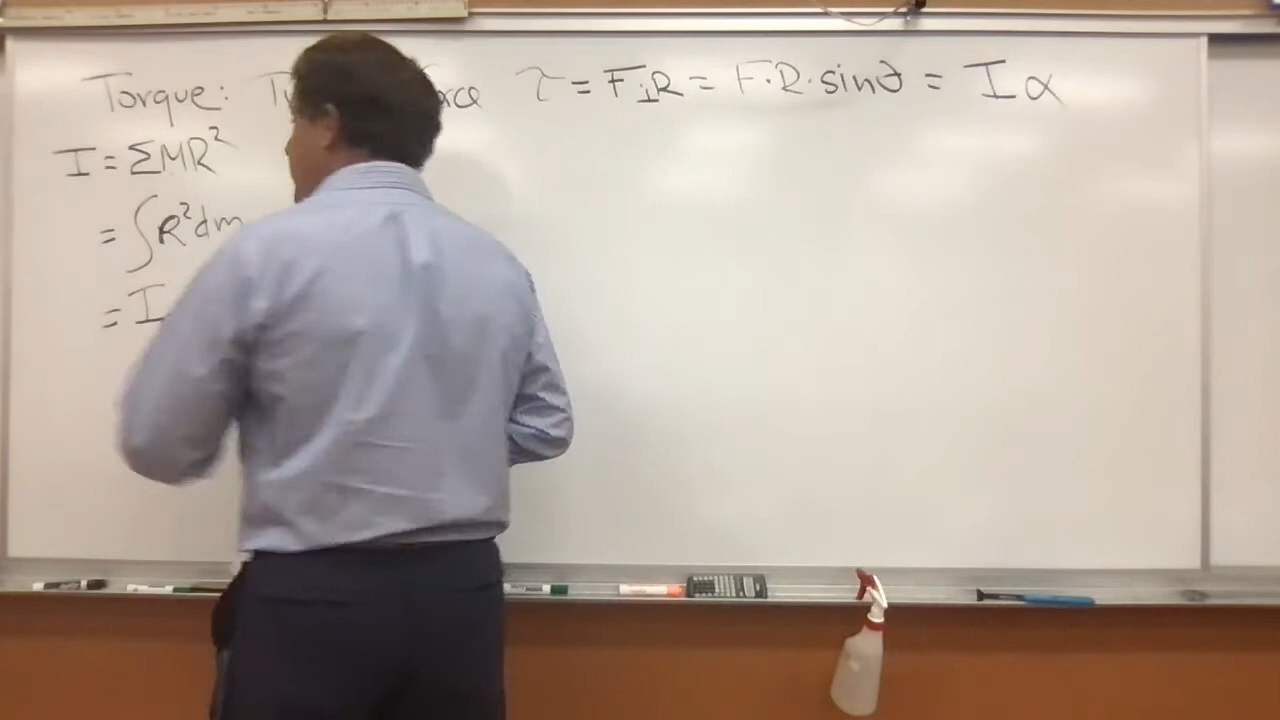 Torque: τ = F⊥R = F·R·sinθ = Iα
I = ΣMR²
= ∫R²dm
= I